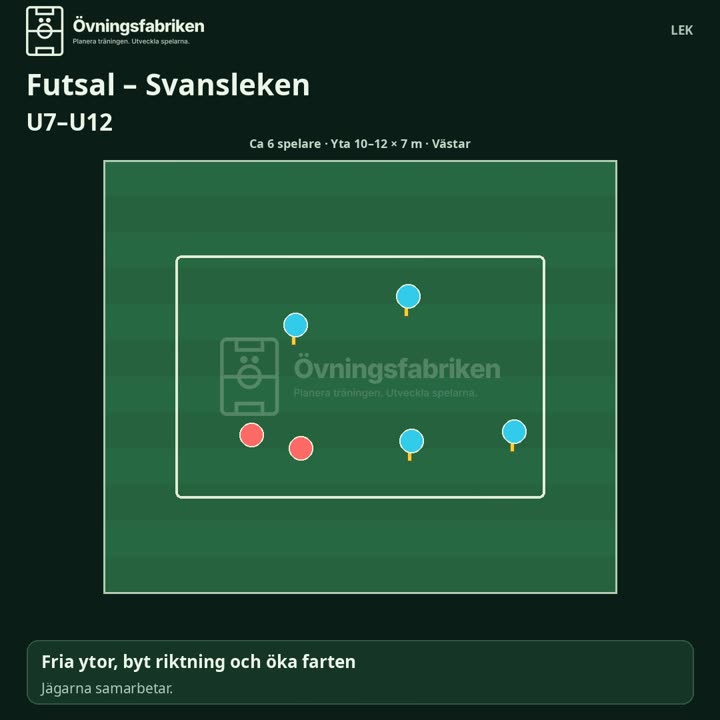 Övningsfabriken
Planera träningen. Utveckla spelarna.
LEK
Futsal – Svansleken
U7–U12
Ca 6 spelare · Yta 10–12 × 7 m · Västar
Övningsfabriken
Planera träningen. Utveckla spelarna.
Fria ytor, byt riktning och öka farten
Jägarna samarbetar.